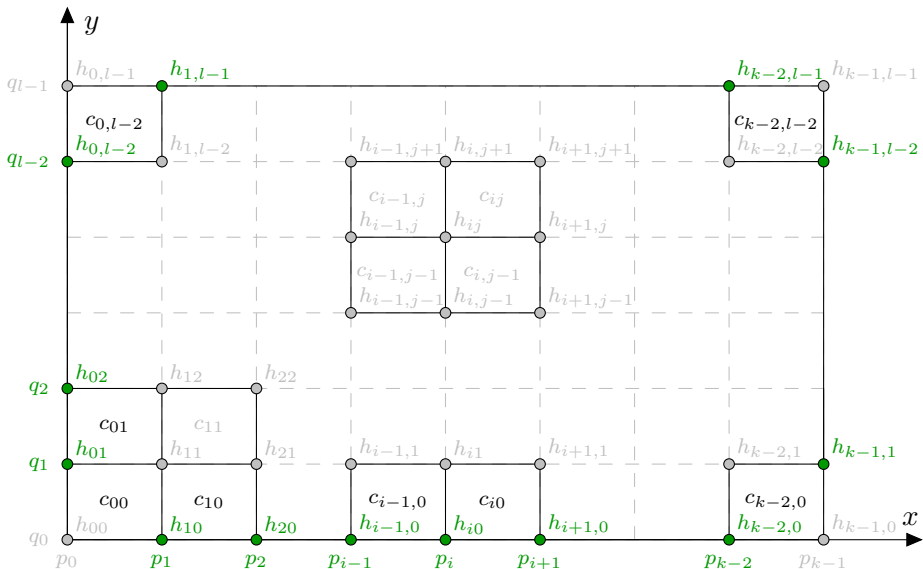 y
q_{l-1} h_{0,l-1} h_{1,l-1} h_{k-2,l-1} h_{k-1,l-1}
c_{0,l-2} c_{k-2,l-2}
q_{l-2} h_{0,l-2} h_{1,l-2} h_{i-1,j+1} h_{i,j+1} h_{i+1,j+1} h_{k-2,l-2} h_{k-1,l-2}
c_{i-1,j} c_{ij}
h_{i-1,j} h_{ij} h_{i+1,j}
c_{i-1,j-1} c_{i,j-1}
h_{i-1,j-1} h_{i,j-1} h_{i+1,j-1}
q_2 h_{02} h_{12} h_{22}
c_{01} c_{11}
q_1 h_{01} h_{11} h_{21} h_{i-1,1} h_{i1} h_{i+1,1} h_{k-2,1} h_{k-1,1}
c_{00} c_{10} c_{i-1,0} c_{i0} c_{k-2,0}
q_0 h_{00} h_{10} h_{20} h_{i-1,0} h_{i0} h_{i+1,0} h_{k-2,0} h_{k-1,0} x
p_0 p_1 p_2 p_{i-1} p_i p_{i+1} p_{k-2} p_{k-1}